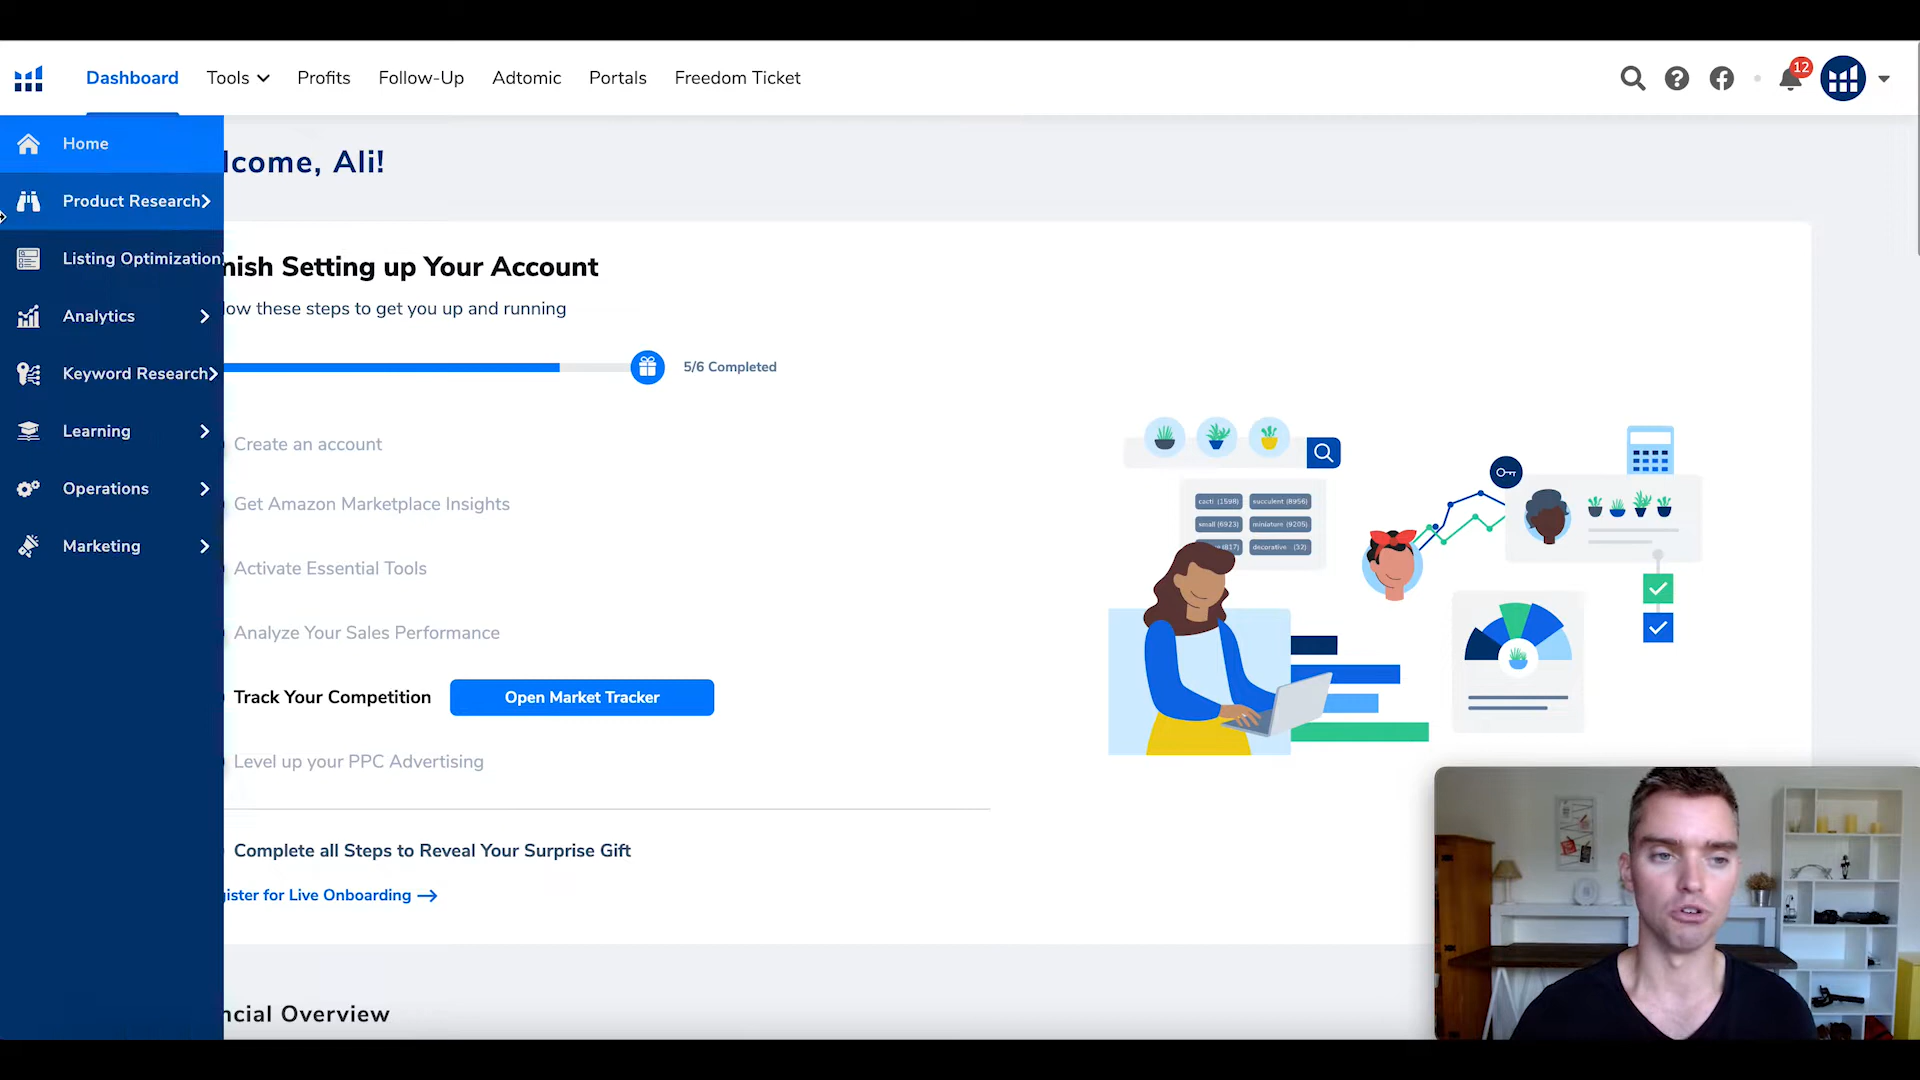 Dashboard
Tools
Profits
Follow-Up
Adtomic
Portals
Freedom Ticket
12
Home
Product Research
Listing Optimization
Analytics
Keyword Research
Learning
Operations
Marketing
lcome, Ali!
nish Setting up Your Account
low these steps to get you up and running
5/6 Completed
Create an account
Get Amazon Marketplace Insights
Activate Essential Tools
Analyze Your Sales Performance
Track Your Competition
Open Market Tracker
Level up your PPC Advertising
Complete all Steps to Reveal Your Surprise Gift
ister for Live Onboarding
ncial Overview
cacti (1598)
succulent (8956)
small (6923)
miniature (9205)
(817)
decorative (32)